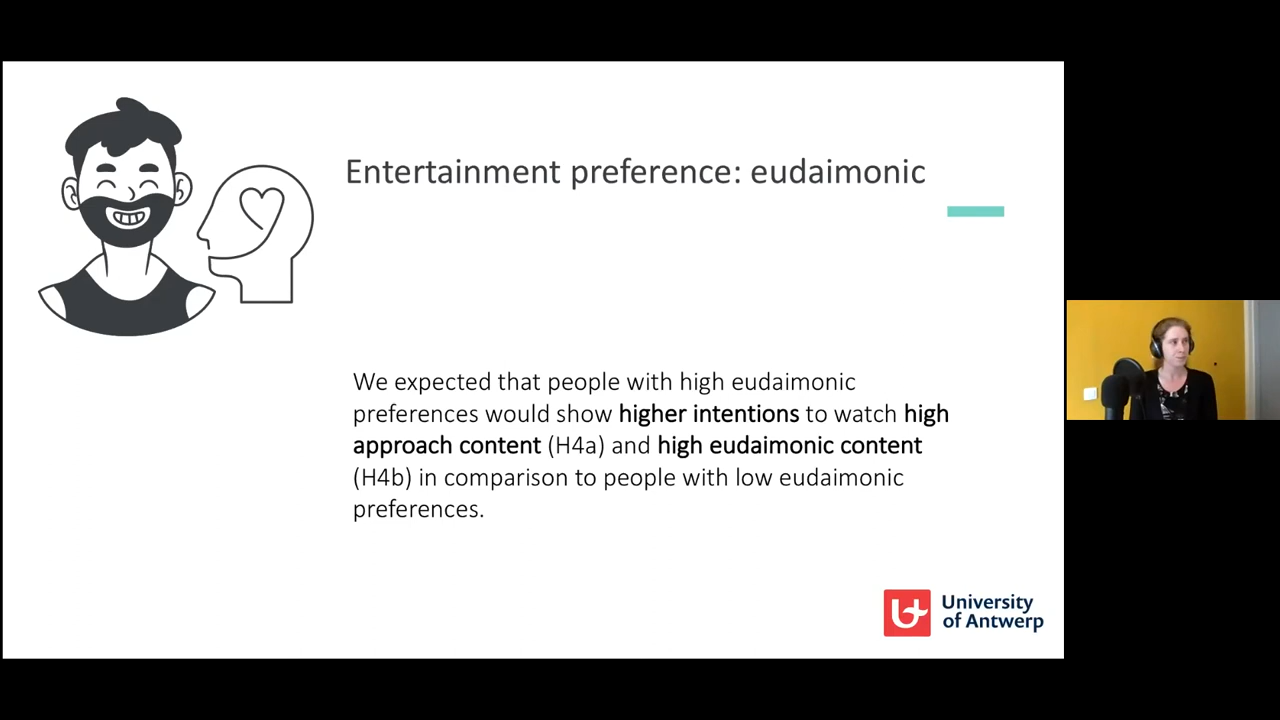 Entertainment preference: eudaimonic
We expected that people with high eudaimonic
preferences would show higher intentions to watch high
approach content (H4a) and high eudaimonic content
(H4b) in comparison to people with low eudaimonic
preferences.
University
of Antwerp